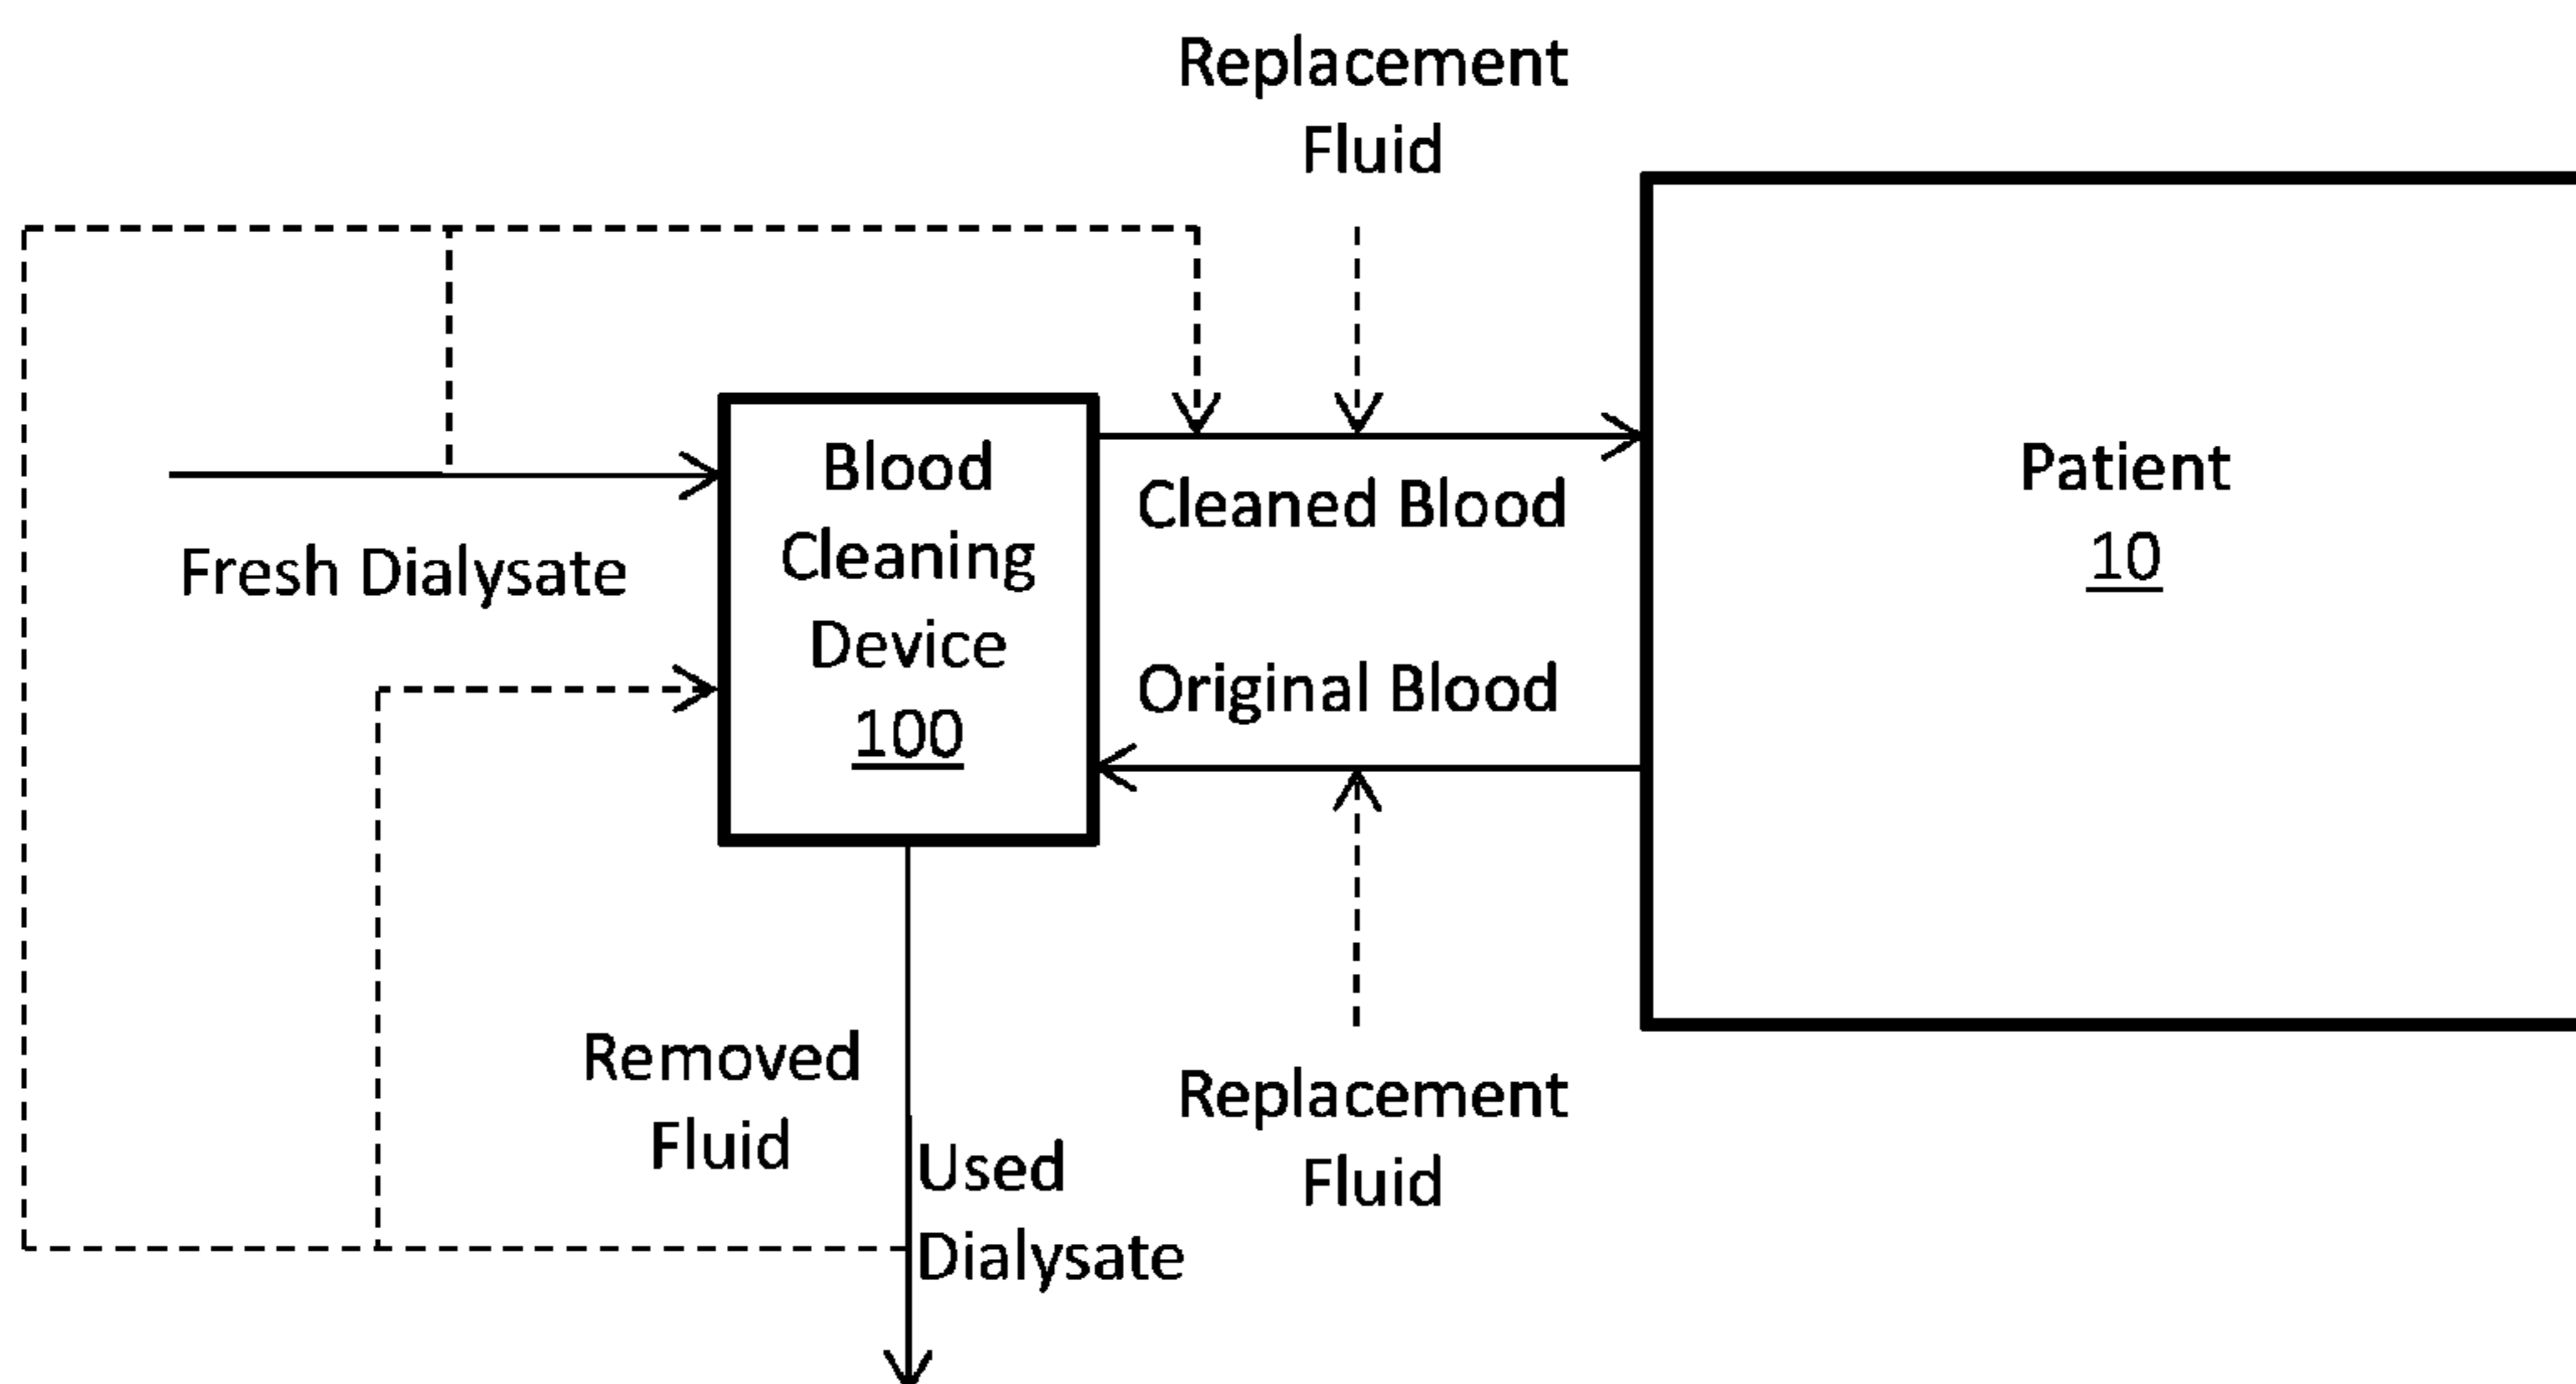 Replacement
Fluid
Fresh Dialysate
Blood
Cleaning
Device
100
Cleaned Blood
Original Blood
Patient
10
Removed
Fluid
Used
Dialysate
Replacement
Fluid